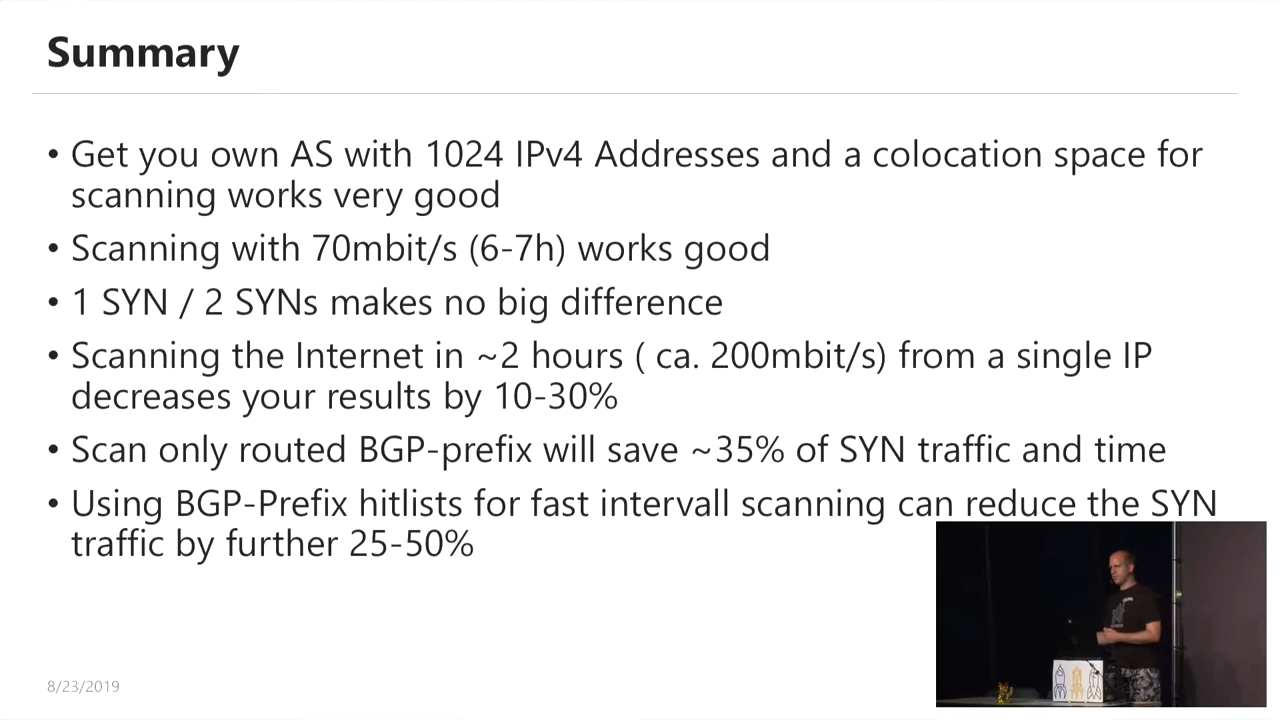 Summary
• Get you own AS with 1024 IPv4 Addresses and a colocation space for
scanning works very good
• Scanning with 70mbit/s (6-7h) works good
• 1 SYN / 2 SYNs makes no big difference
• Scanning the Internet in ~2 hours ( ca. 200mbit/s) from a single IP
decreases your results by 10-30%
• Scan only routed BGP-prefix will save ~35% of SYN traffic and time
• Using BGP-Prefix hitlists for fast intervall scanning can reduce the SYN
traffic by further 25-50%
8/23/2019